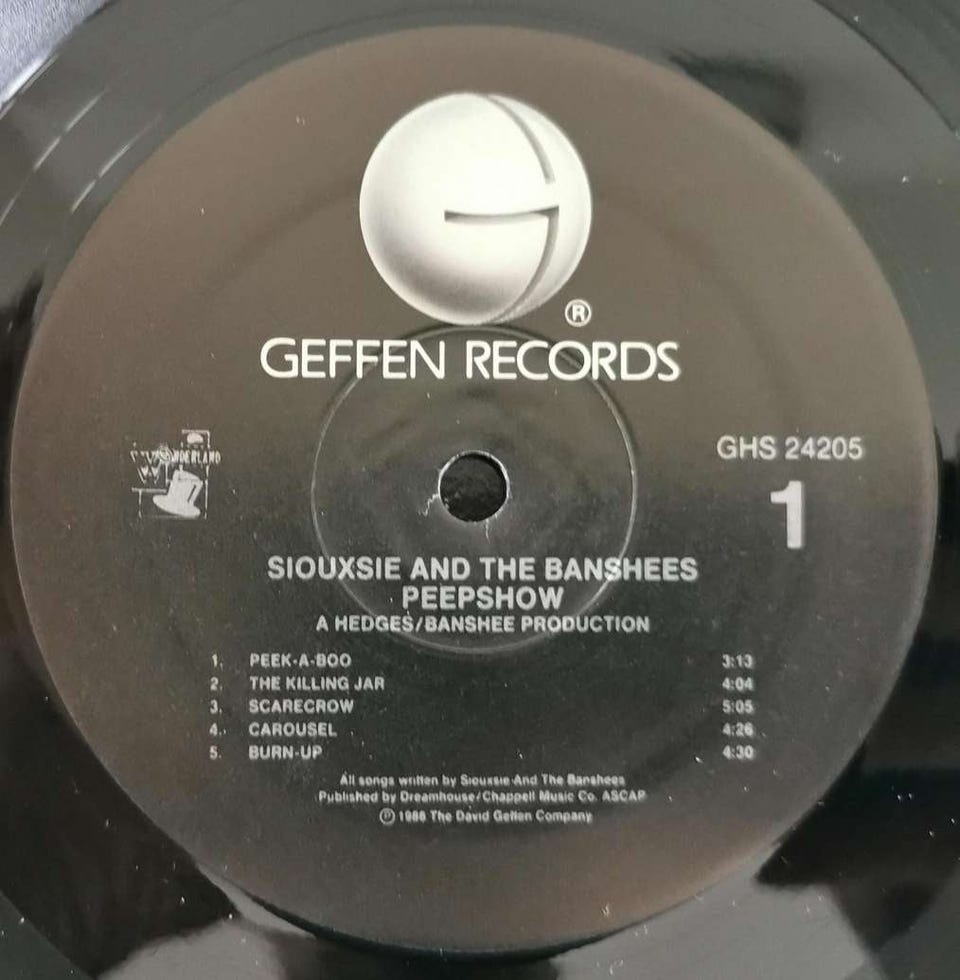 ®
GEFFEN RECORDS
WONDERLAND
GHS 24205
1
SIOUXSIE AND THE BANSHEES
PEEPSHOW
A HEDGES/BANSHEE PRODUCTION
1. PEEK-A-BOO 3:13
2. THE KILLING JAR 4:04
3. SCARECROW 5:05
4. CAROUSEL 4:26
5. BURN-UP 4:30
All songs written by Siouxsie And The Banshees
Published by Dreamhouse/Chappell Music Co. ASCAP
℗ 1988 The David Geffen Company